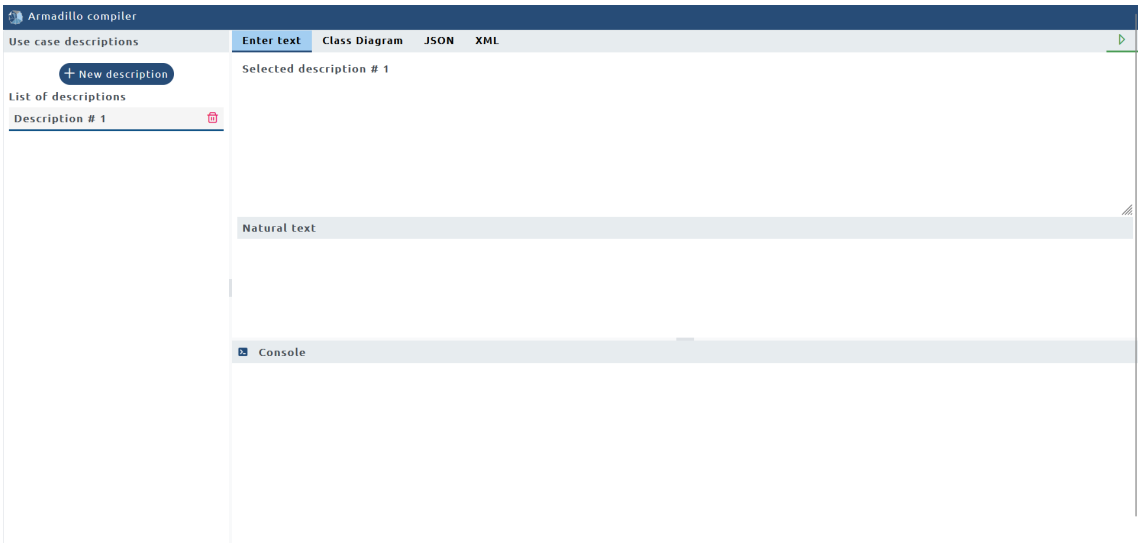 Armadillo compiler
Use case descriptions
Enter text Class Diagram JSON XML
+ New description
Selected description # 1
List of descriptions
Description # 1
Natural text
Console